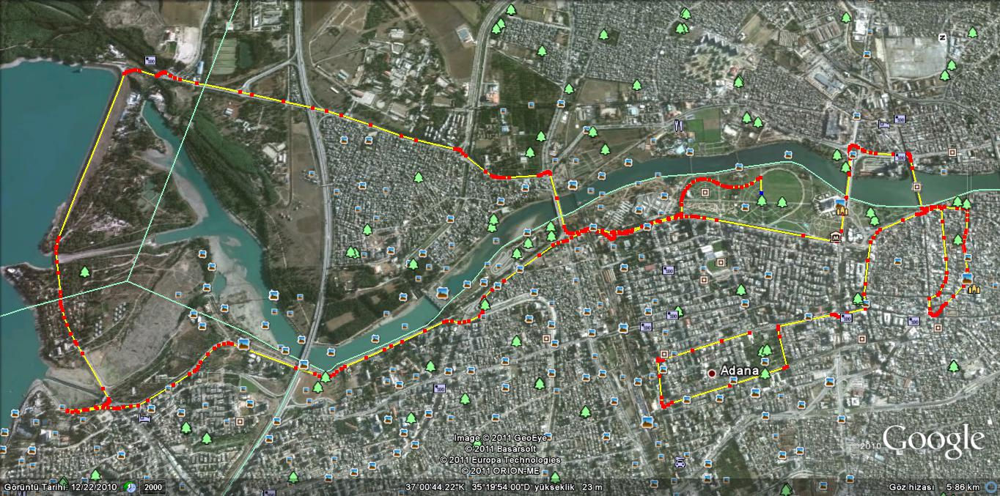 Adana
©2010 Google
Image © 2011 GeoEye
© 2011 Basarsoft
© 2011 Europa Technologies
© 2011 ORION-ME
Görüntü Tarihi: 12/22/2010 2000 37°00'44.22"K 35°19'54.00"D yükseklik 23 m Göz hizası 5.86 km